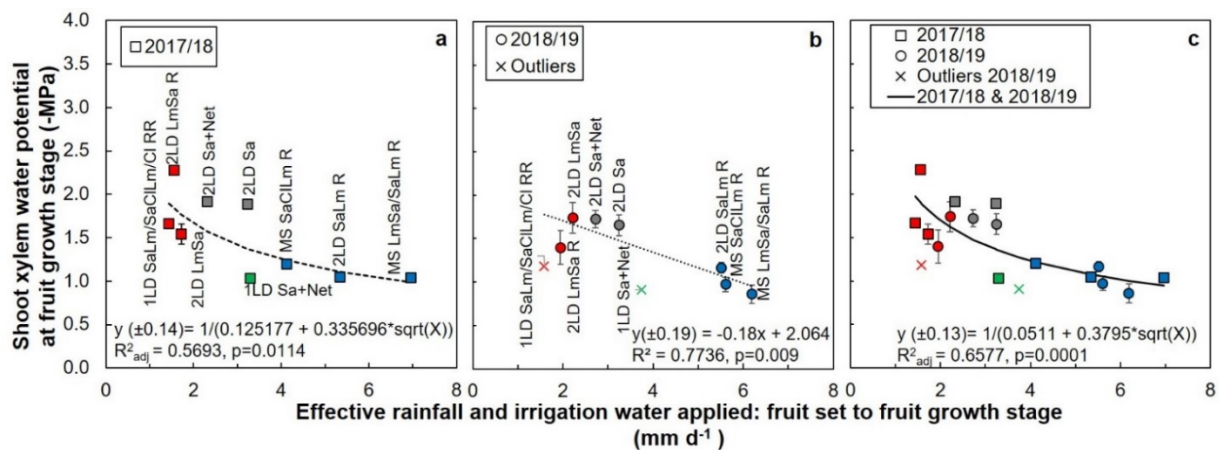 Shoot xylem water potential
at fruit growth stage (-MPa)
4.0
3.5
3.0
2.5
2.0
1.5
1.0
0.5
0.0
a
2017/18
1LD SaLm/SaClLm/Cl RR
2LD LmSa R
2LD LmSa
2LD Sa+Net
2LD Sa
1LD Sa+Net
MS SaClLm R
2LD SaLm R
MS LmSa/SaLm R
y (±0.14)= 1/(0.125177 + 0.335696*sqrt(X))
R²adj = 0.5693, p=0.0114
0 2 4 6 8
b
2018/19
Outliers
1LD SaLm/SaClLm/Cl RR
2LD LmSa R
2LD LmSa
2LD Sa+Net
2LD Sa
1LD Sa+Net
2LD SaLm R
MS SaClLm R
MS LmSa/SaLm R
y(±0.19) = -0.18x + 2.064
R² = 0.7736, p=0.009
0 2 4 6 8
c
2017/18
2018/19
Outliers 2018/19
2017/18 & 2018/19
y (±0.13)= 1/(0.0511 + 0.3795*sqrt(X))
R²adj = 0.6577, p=0.0001
0 2 4 6 8
Effective rainfall and irrigation water applied: fruit set to fruit growth stage
(mm d⁻¹ )